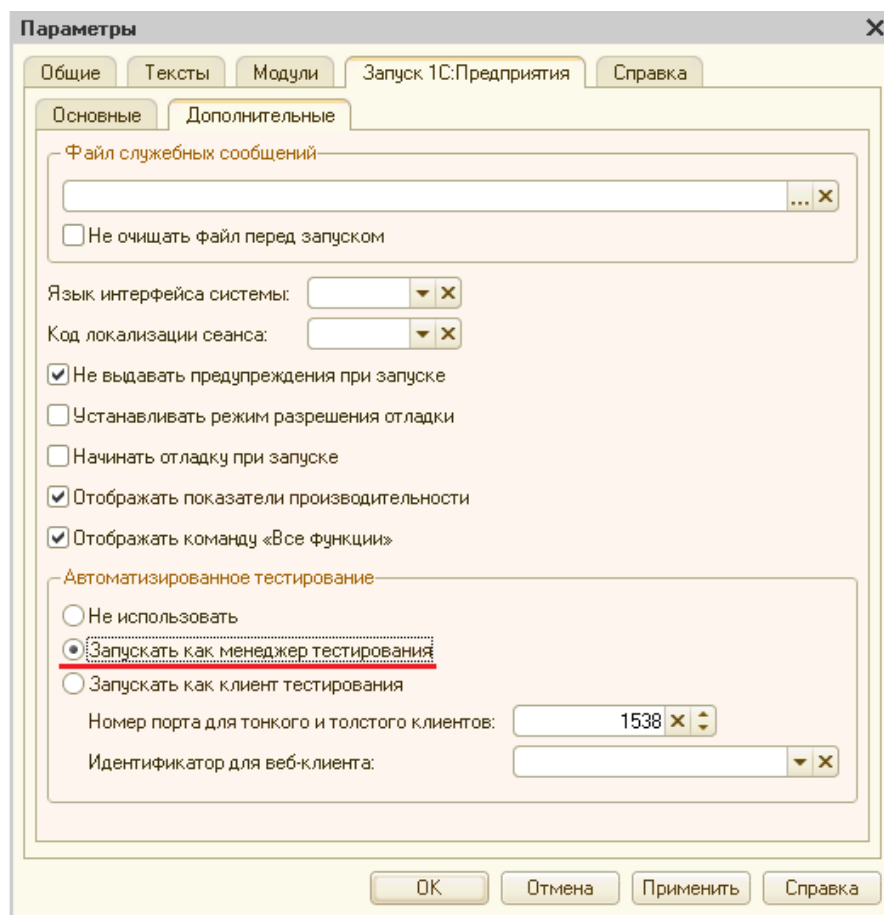 Параметры
Общие Тексты Модули Запуск 1С:Предприятия Справка
Основные Дополнительные
Файл служебных сообщений
...
Не очищать файл перед запуском
Язык интерфейса системы:
Код локализации сеанса:
Не выдавать предупреждения при запуске
Устанавливать режим разрешения отладки
Начинать отладку при запуске
Отображать показатели производительности
Отображать команду «Все функции»
Автоматизированное тестирование
Не использовать
Запускать как менеджер тестирования
Запускать как клиент тестирования
Номер порта для тонкого и толстого клиентов: 1538
Идентификатор для веб-клиента:
ОК Отмена Применить Справка